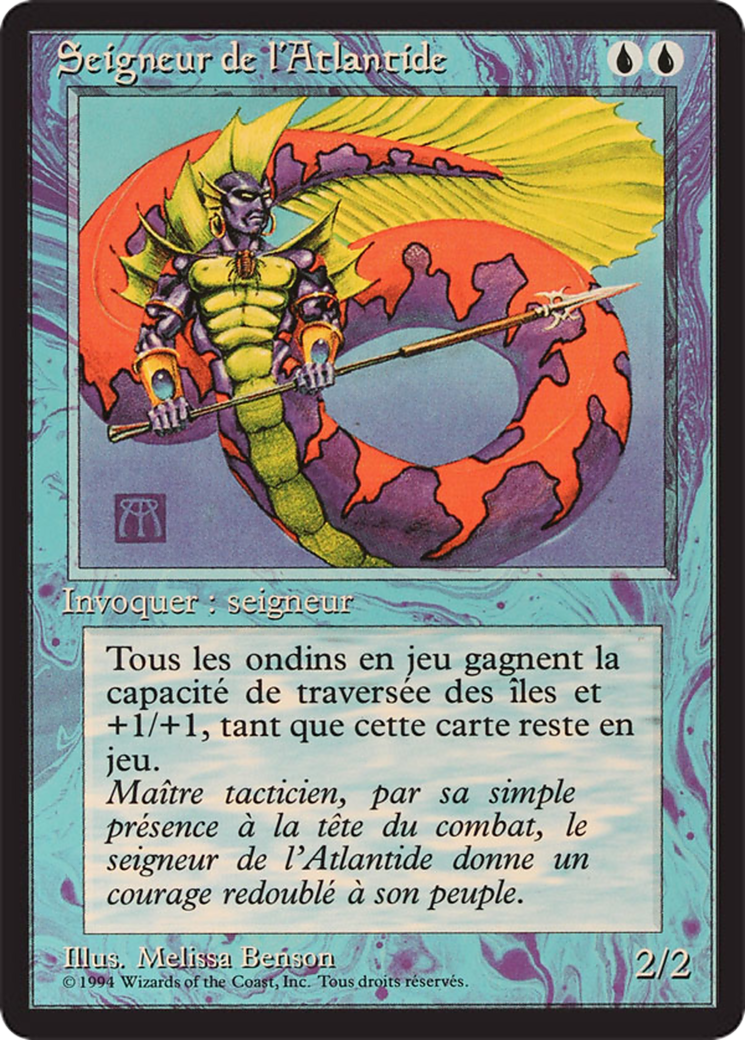 Seigneur de l'Atlantide
Invoquer : seigneur
Tous les ondins en jeu gagnent la
capacité de traversée des îles et
+1/+1, tant que cette carte reste en
jeu.
Maître tacticien, par sa simple
présence à la tête du combat, le
seigneur de l'Atlantide donne un
courage redoublé à son peuple.
Illus. Melissa Benson
2/2
© 1994 Wizards of the Coast, Inc. Tous droits réservés.